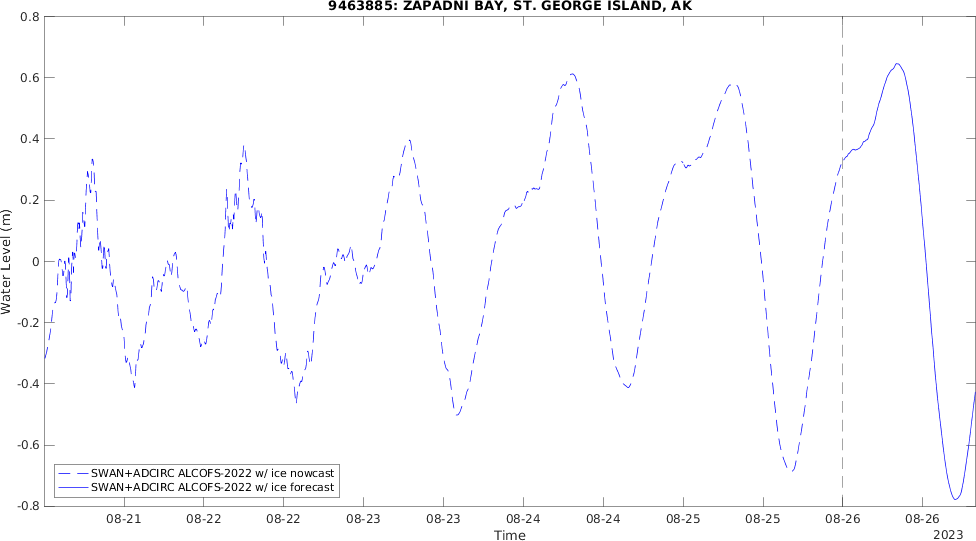 9463885: ZAPADNI BAY, ST. GEORGE ISLAND, AK
Water Level (m)
0.8
0.6
0.4
0.2
0
-0.2
-0.4
-0.6
-0.8
SWAN+ADCIRC ALCOFS-2022 w/ ice nowcast
SWAN+ADCIRC ALCOFS-2022 w/ ice forecast
08-21 08-22 08-22 08-23 08-23 08-24 08-24 08-25 08-25 08-26 08-26
Time
2023